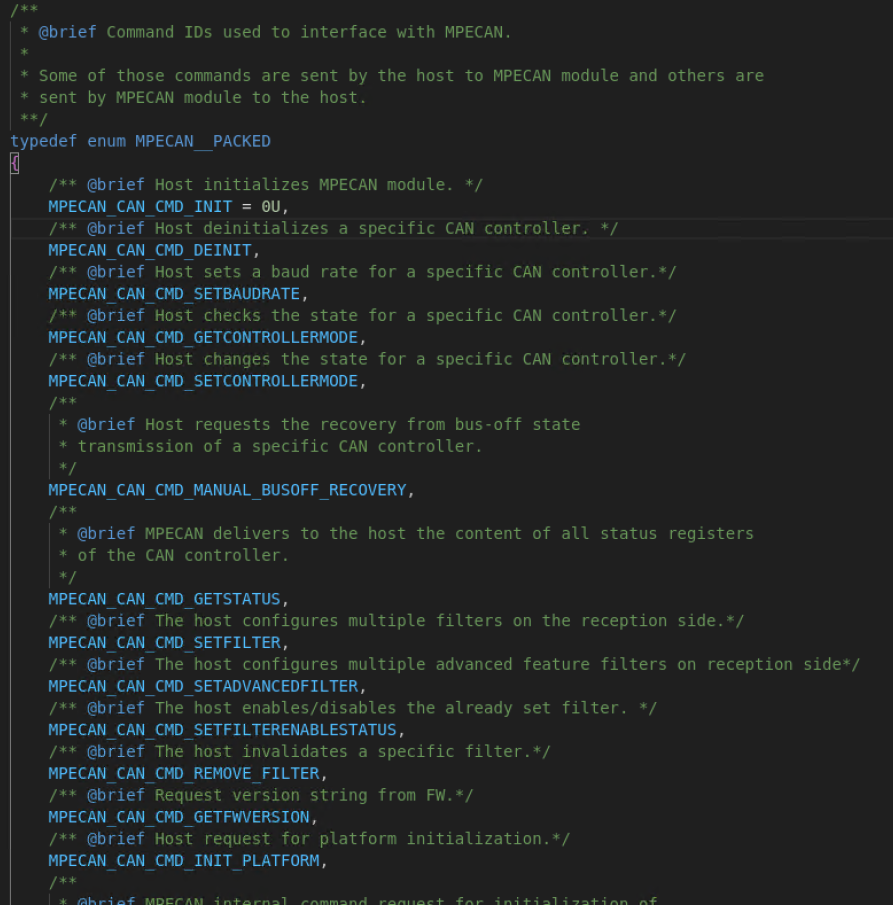 /**
 * @brief Command IDs used to interface with MPECAN.
 *
 * Some of those commands are sent by the host to MPECAN module and others are
 * sent by MPECAN module to the host.
 **/
typedef enum MPECAN__PACKED
{
    /** @brief Host initializes MPECAN module. */
    MPECAN_CAN_CMD_INIT = 0U,
    /** @brief Host deinitializes a specific CAN controller. */
    MPECAN_CAN_CMD_DEINIT,
    /** @brief Host sets a baud rate for a specific CAN controller.*/
    MPECAN_CAN_CMD_SETBAUDRATE,
    /** @brief Host checks the state for a specific CAN controller.*/
    MPECAN_CAN_CMD_GETCONTROLLERMODE,
    /** @brief Host changes the state for a specific CAN controller.*/
    MPECAN_CAN_CMD_SETCONTROLLERMODE,
    /**
     * @brief Host requests the recovery from bus-off state
     * transmission of a specific CAN controller.
     */
    MPECAN_CAN_CMD_MANUAL_BUSOFF_RECOVERY,
    /**
     * @brief MPECAN delivers to the host the content of all status registers
     * of the CAN controller.
     */
    MPECAN_CAN_CMD_GETSTATUS,
    /** @brief The host configures multiple filters on the reception side.*/
    MPECAN_CAN_CMD_SETFILTER,
    /** @brief The host configures multiple advanced feature filters on reception side*/
    MPECAN_CAN_CMD_SETADVANCEDFILTER,
    /** @brief The host enables/disables the already set filter. */
    MPECAN_CAN_CMD_SETFILTERENABLESTATUS,
    /** @brief The host invalidates a specific filter.*/
    MPECAN_CAN_CMD_REMOVE_FILTER,
    /** @brief Request version string from FW.*/
    MPECAN_CAN_CMD_GETFWVERSION,
    /** @brief Host request for platform initialization.*/
    MPECAN_CAN_CMD_INIT_PLATFORM,
    /**
     * @brief MPECAN internal command request for initialization of